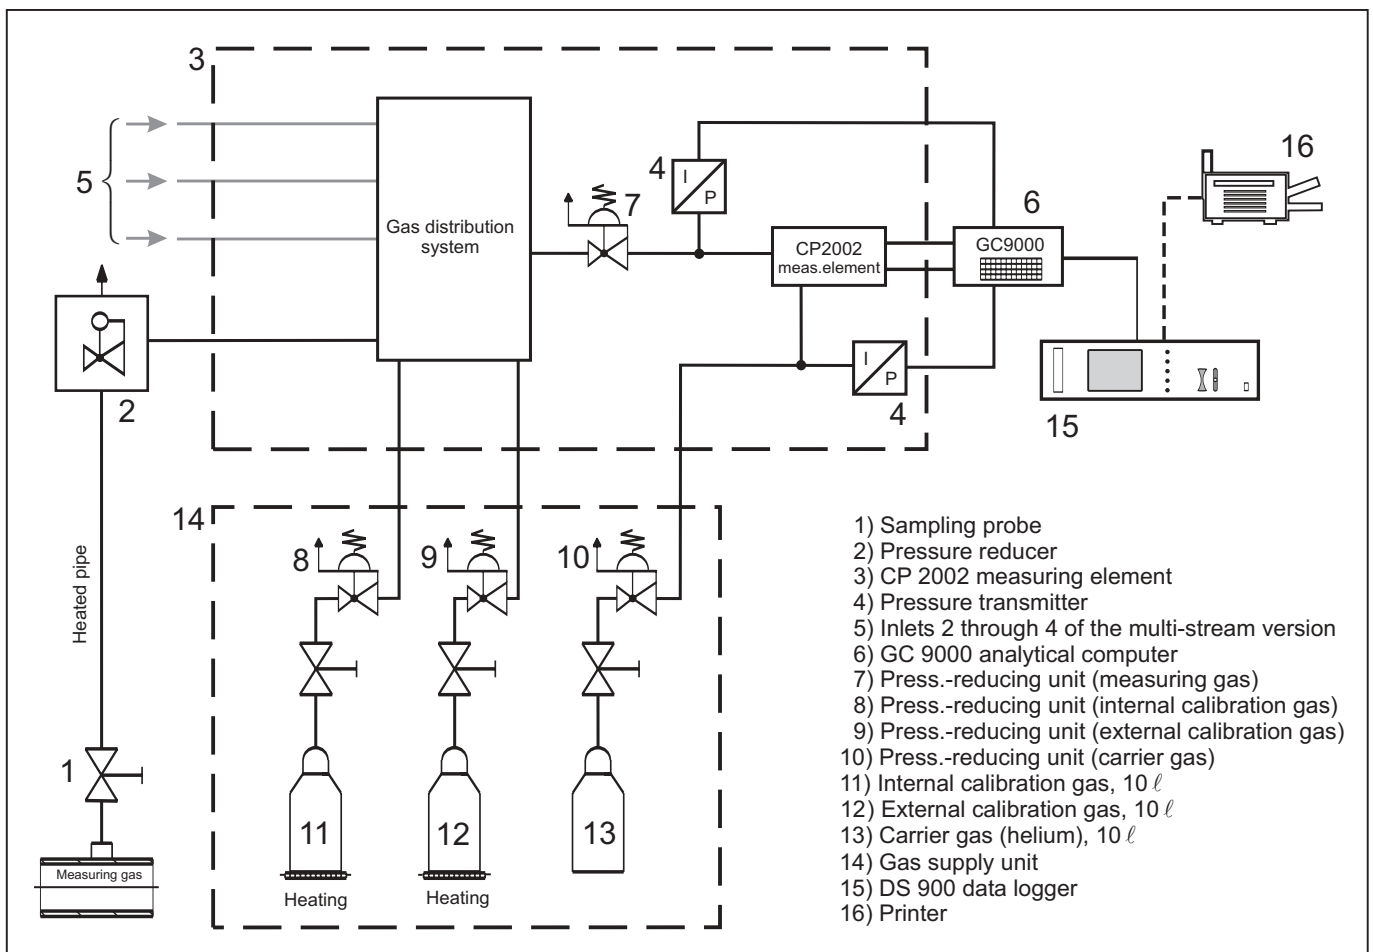 3
5
Gas distribution
system
7
4
I
P
CP2002
meas.element
6
GC9000
16
2
I
P
4
15
Heated pipe
14
8
9
10
1
Measuring gas
11
12
13
Heating
Heating
1) Sampling probe
2) Pressure reducer
3) CP 2002 measuring element
4) Pressure transmitter
5) Inlets 2 through 4 of the multi-stream version
6) GC 9000 analytical computer
7) Press.-reducing unit (measuring gas)
8) Press.-reducing unit (internal calibration gas)
9) Press.-reducing unit (external calibration gas)
10) Press.-reducing unit (carrier gas)
11) Internal calibration gas, 10 ℓ
12) External calibration gas, 10 ℓ
13) Carrier gas (helium), 10 ℓ
14) Gas supply unit
15) DS 900 data logger
16) Printer